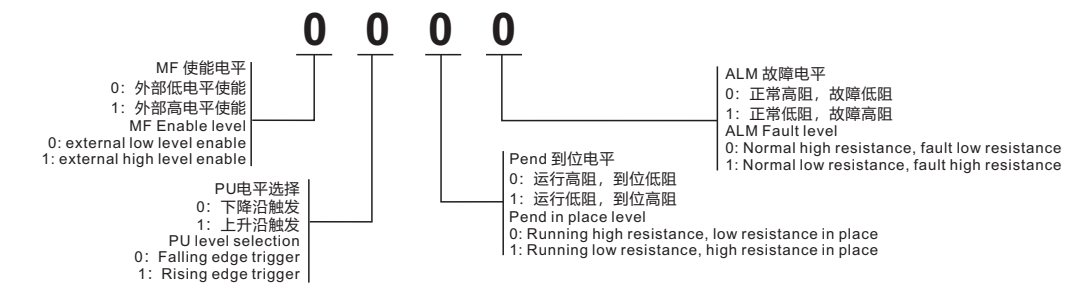 0 0 0 0
MF 使能电平
0：外部低电平使能
1：外部高电平使能
MF Enable level
0: external low level enable
1: external high level enable
PU电平选择
0：下降沿触发
1：上升沿触发
PU level selection
0：Falling edge trigger
1：Rising edge trigger
Pend 到位电平
0：运行高阻，到位低阻
1：运行低阻，到位高阻
Pend in place level
0: Running high resistance, low resistance in place
1: Running low resistance, high resistance in place
ALM 故障电平
0：正常高阻，故障低阻
1：正常低阻，故障高阻
ALM Fault level
0: Normal high resistance, fault low resistance
1: Normal low resistance, fault high resistance